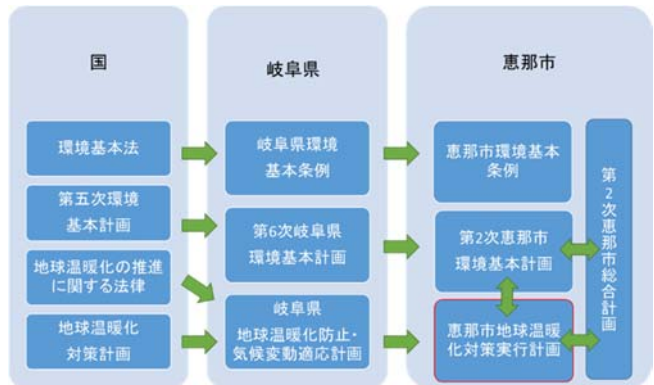 国
環境基本法
第五次環境
基本計画
地球温暖化の推進
に関する法律
地球温暖化
対策計画
岐阜県
岐阜県環境
基本条例
第6次岐阜県
環境基本計画
岐阜県
地球温暖化防止・
気候変動適応計画
恵那市
恵那市環境基本
条例
第2次恵那市
環境基本計画
恵那市地球温暖
化対策実行計画
第2次恵那市総合計画